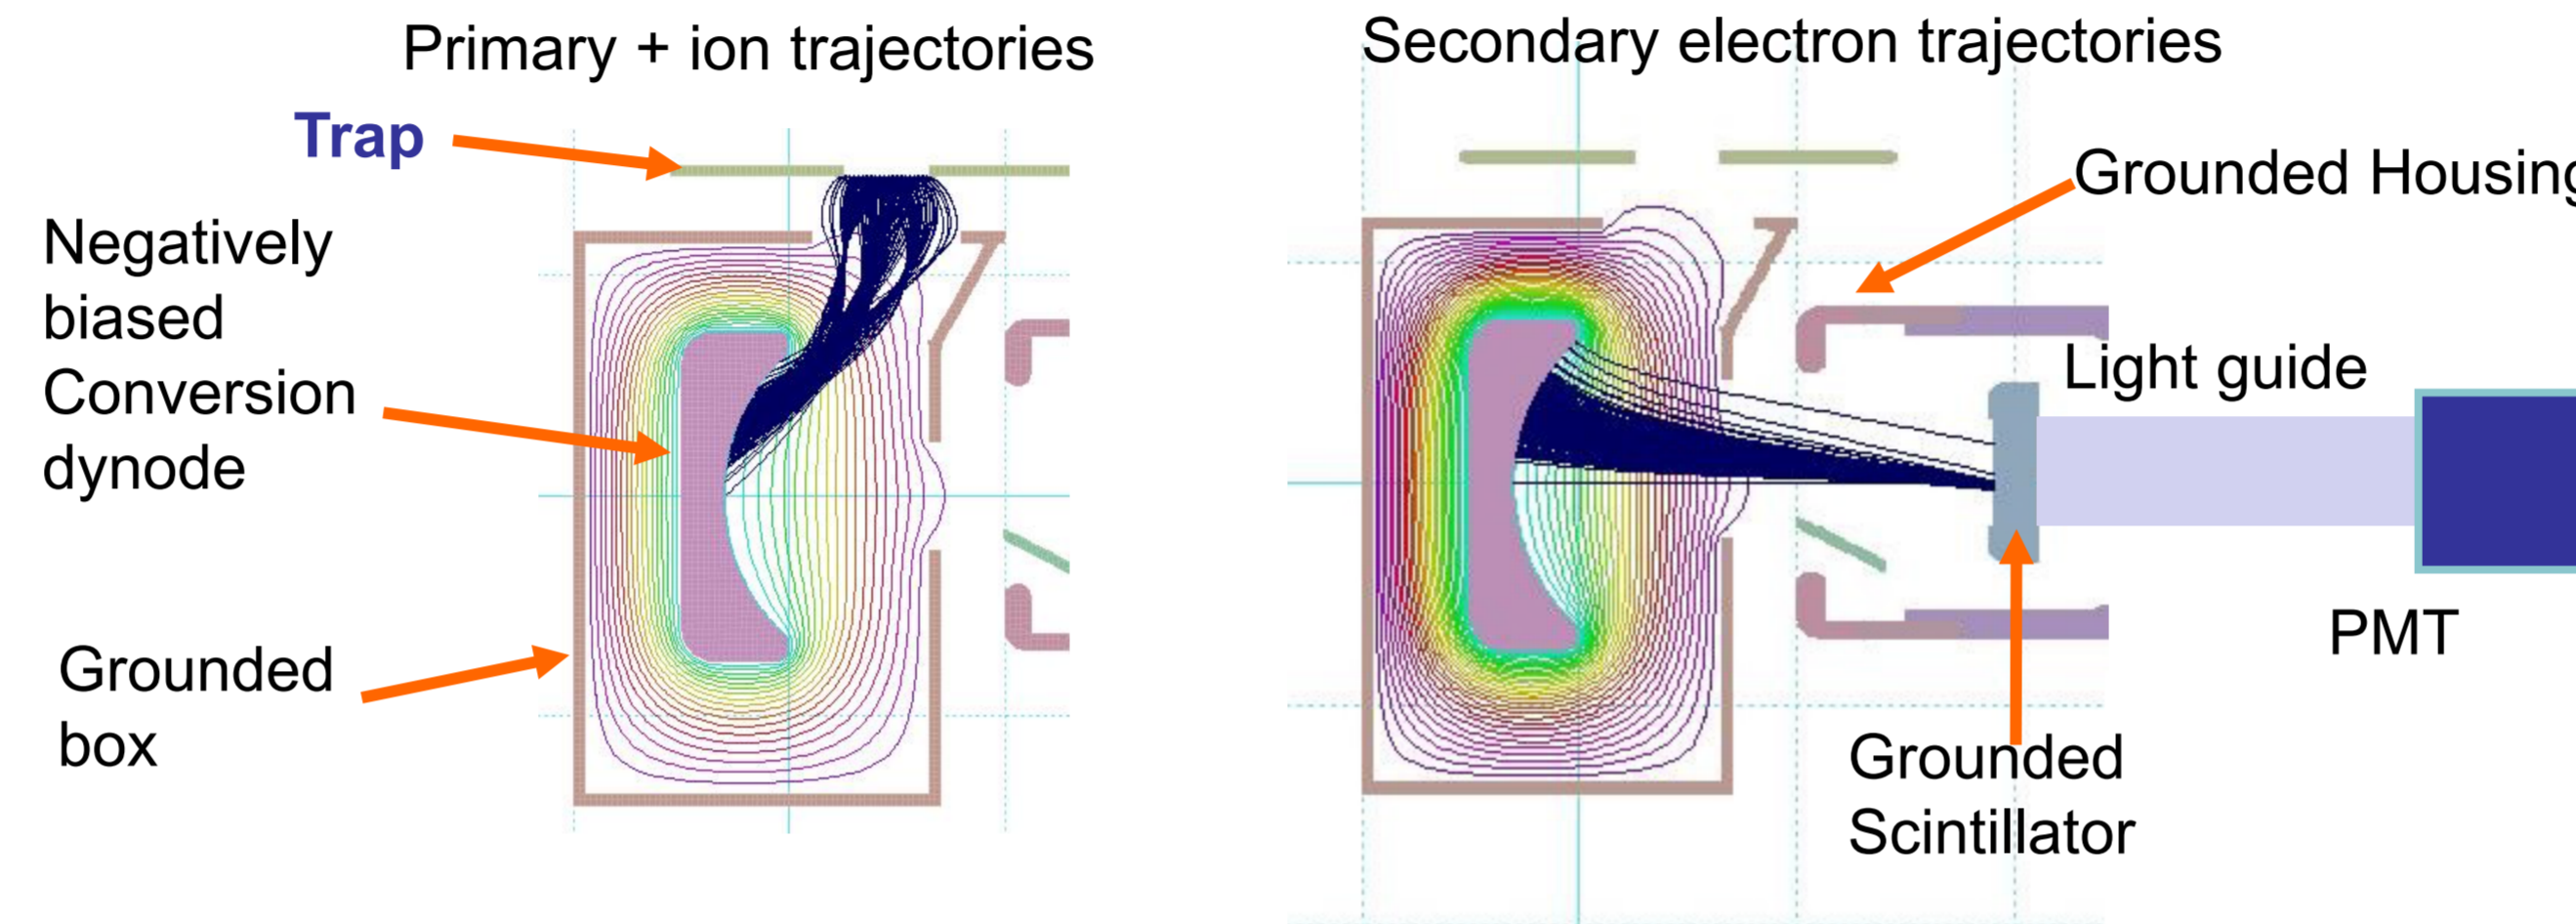 Primary + ion trajectories
Trap
Negatively
biased
Conversion
dynode
Grounded
box
Secondary electron trajectories
Grounded Housing
Light guide
PMT
Grounded
Scintillator